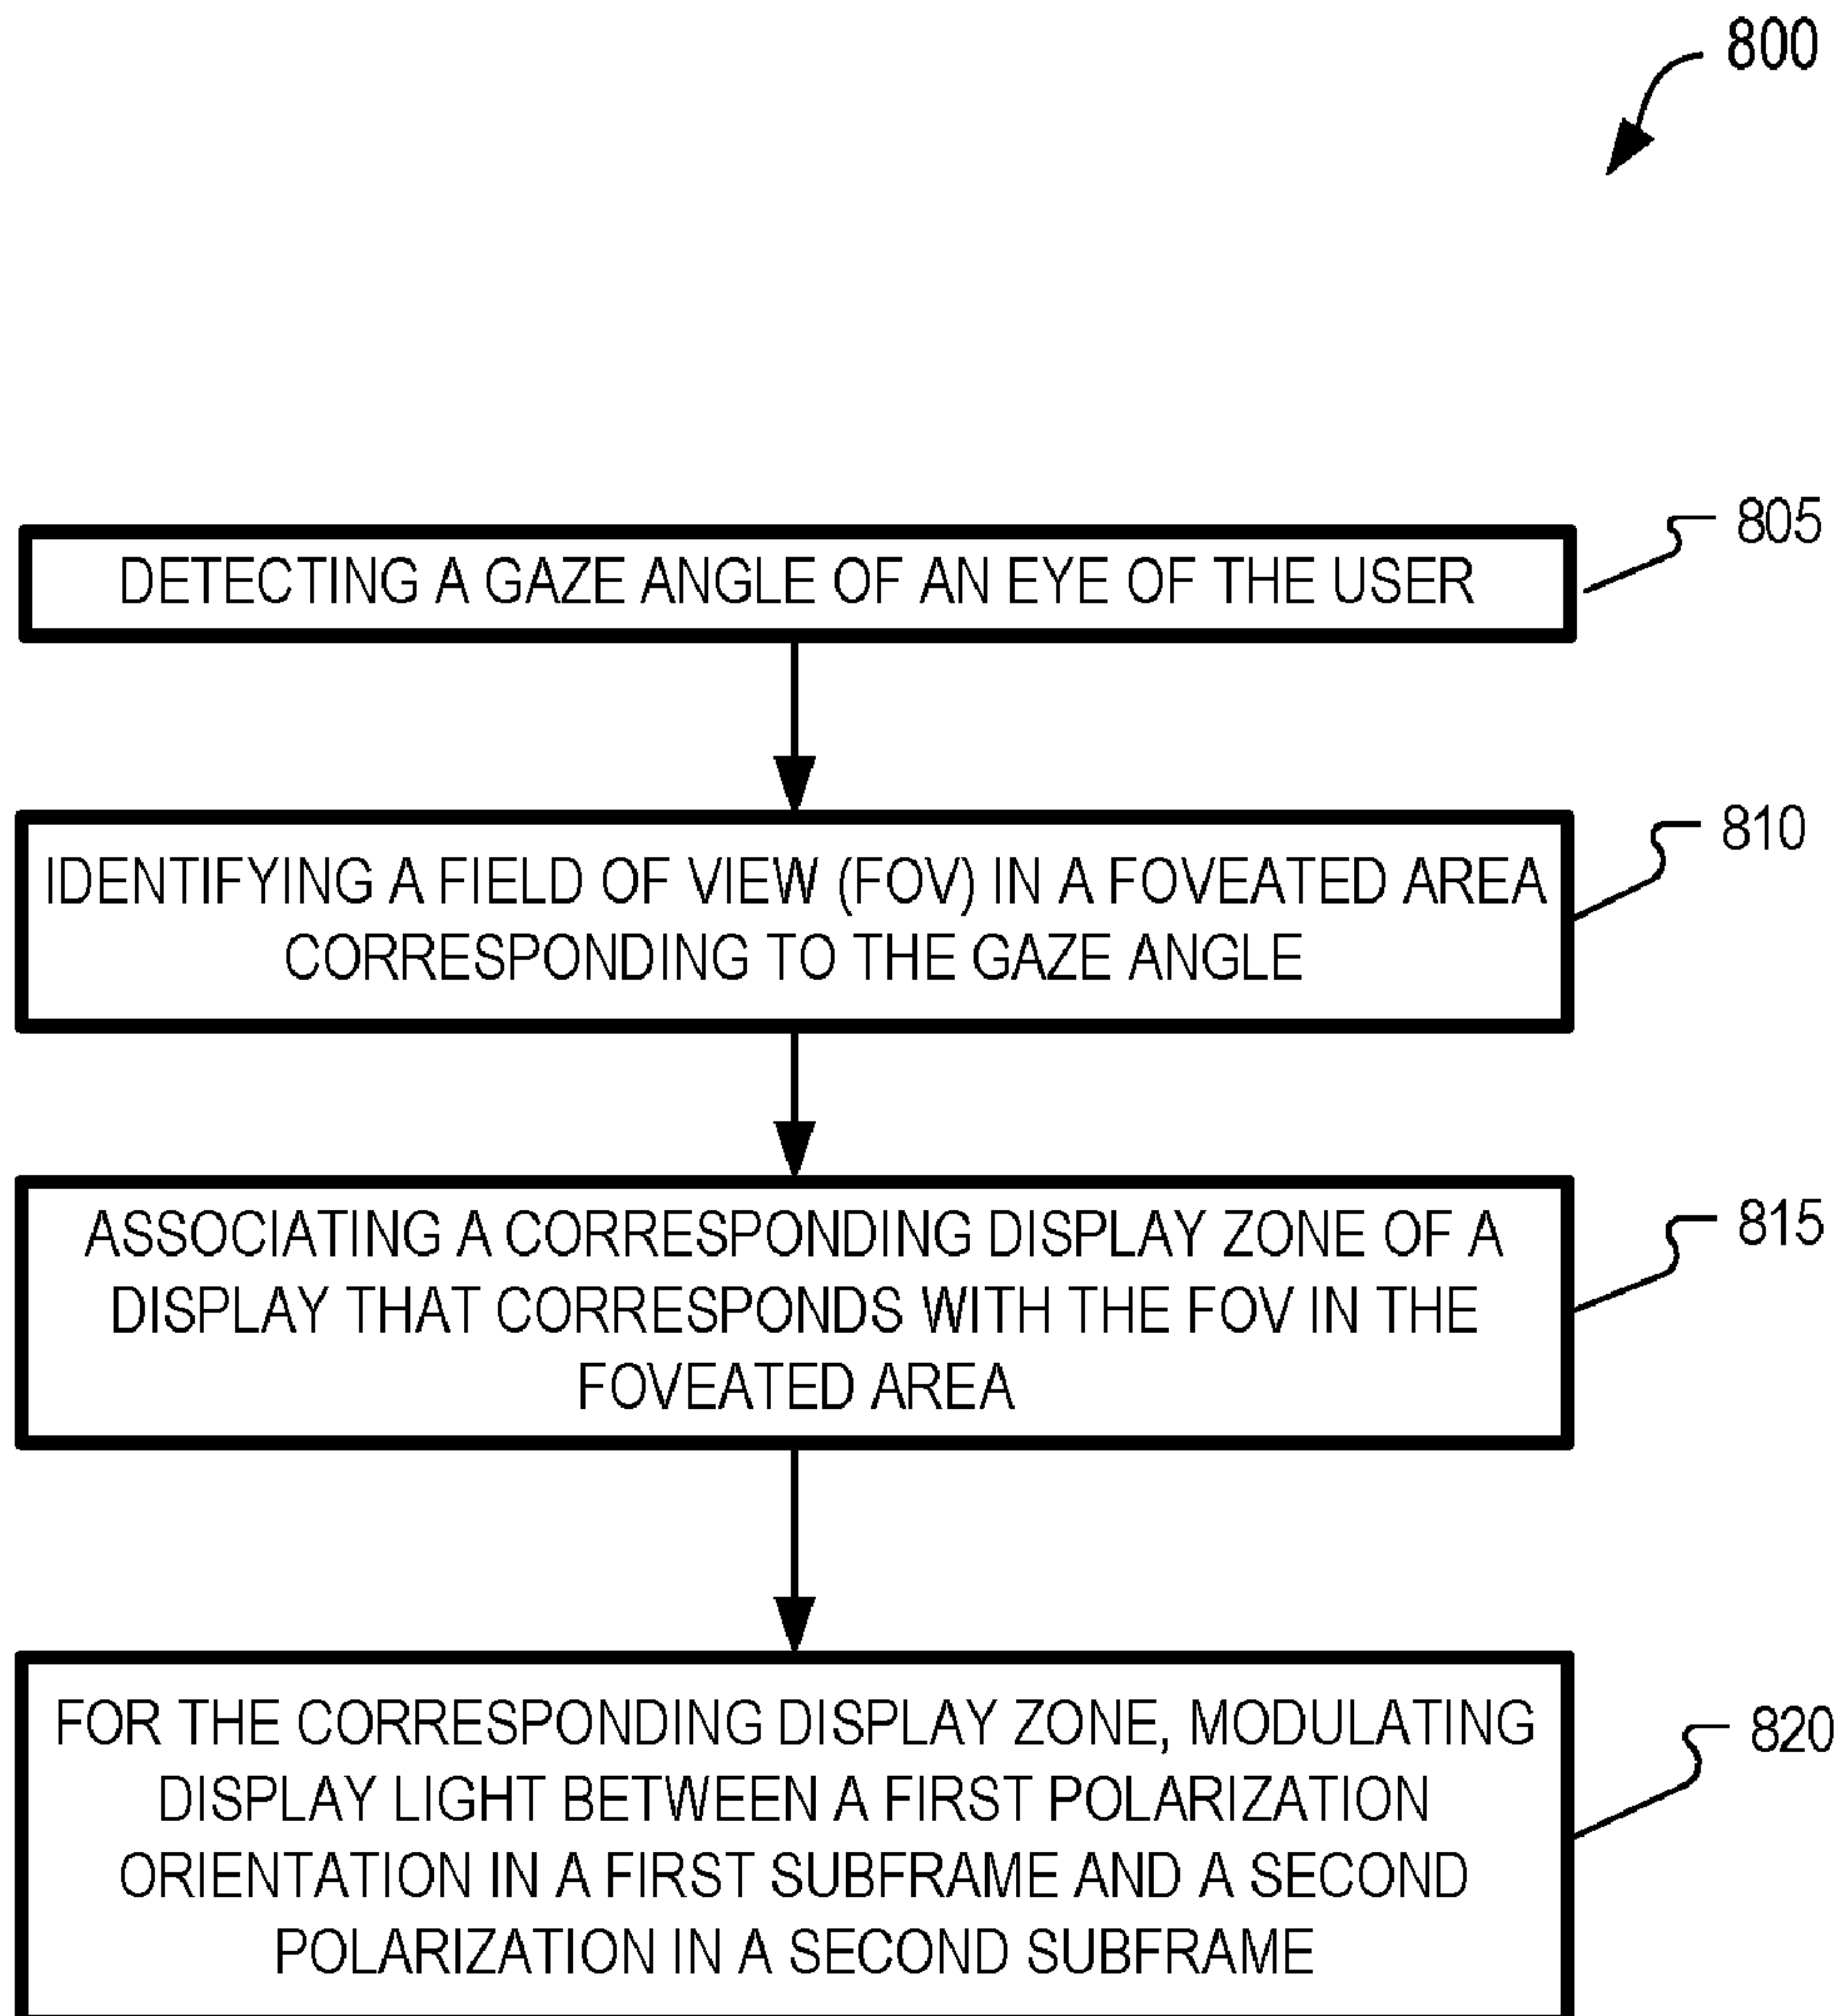 800
DETECTING A GAZE ANGLE OF AN EYE OF THE USER
805
IDENTIFYING A FIELD OF VIEW (FOV) IN A FOVEATED AREA
CORRESPONDING TO THE GAZE ANGLE
810
ASSOCIATING A CORRESPONDING DISPLAY ZONE OF A
DISPLAY THAT CORRESPONDS WITH THE FOV IN THE
FOVEATED AREA
815
FOR THE CORRESPONDING DISPLAY ZONE, MODULATING
DISPLAY LIGHT BETWEEN A FIRST POLARIZATION
ORIENTATION IN A FIRST SUBFRAME AND A SECOND
POLARIZATION IN A SECOND SUBFRAME
820